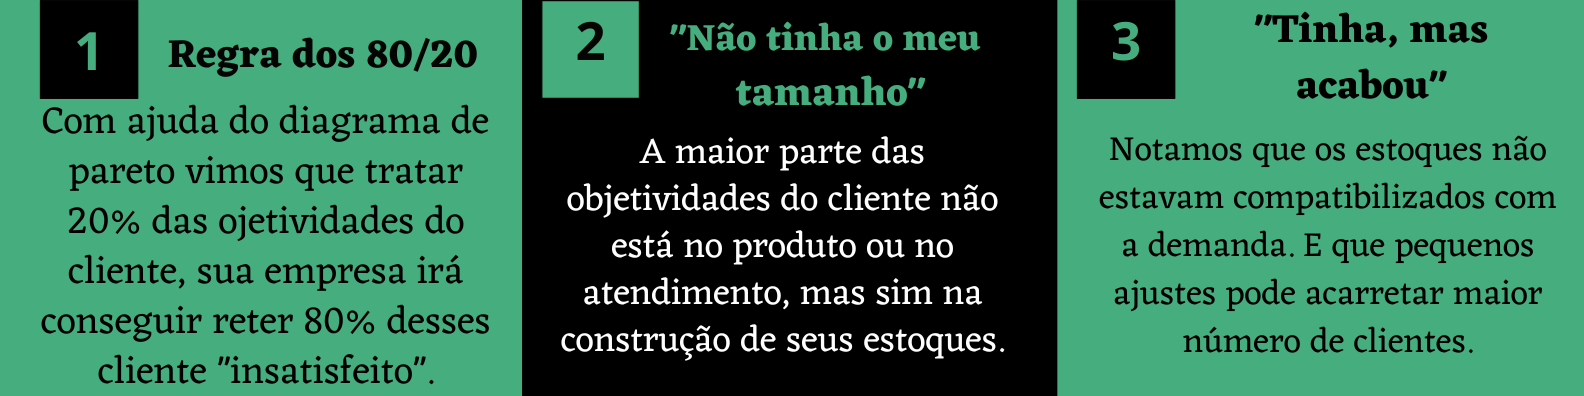 1
Regra dos 80/20
Com ajuda do diagrama de
pareto vimos que tratar
20% das ojetividades do
cliente, sua empresa irá
conseguir reter 80% desses
cliente "insatisfeito".
2
"Não tinha o meu
tamanho"
A maior parte das
objetividades do cliente não
está no produto ou no
atendimento, mas sim na
construção de seus estoques.
3
"Tinha, mas
acabou"
Notamos que os estoques não
estavam compatibilizados com
a demanda. E que pequenos
ajustes pode acarretar maior
número de clientes.